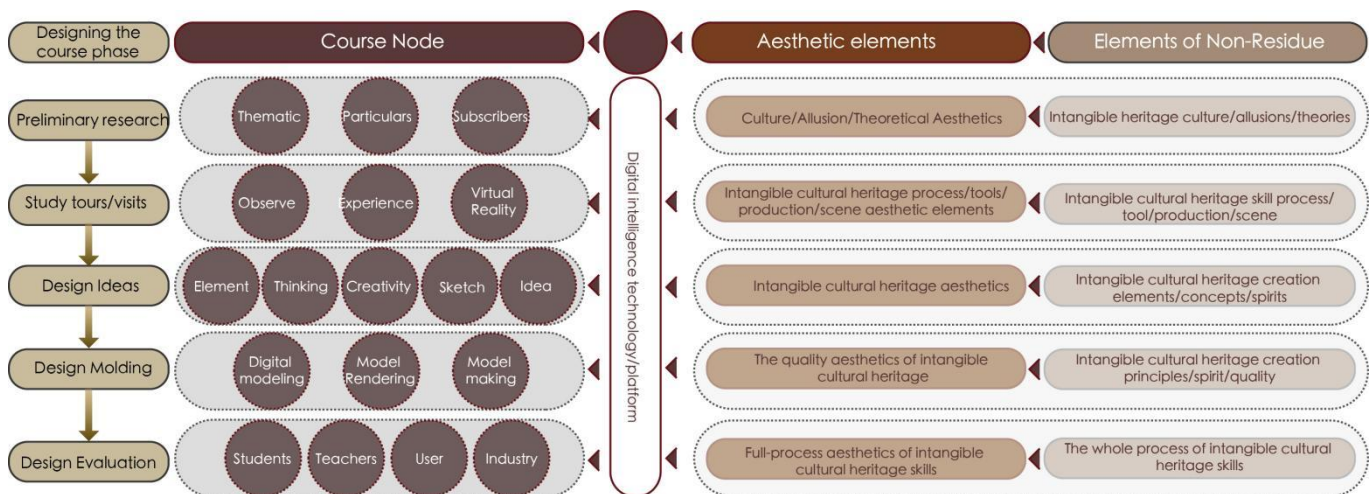 Designing the
course phase
Course Node
Aesthetic elements
Elements of Non-Residue
Preliminary research
Thematic
Particulars
Subscribers
Culture/Allusion/Theoretical Aesthetics
Intangible heritage culture/allusions/theories
Digital intelligence technology/platform
Study tours/visits
Observe
Experience
Virtual
Reality
Intangible cultural heritage process/tools/
production/scene aesthetic elements
Intangible cultural heritage skill process/
tool/production/scene
Design Ideas
Element
Thinking
Creativity
Sketch
Idea
Intangible cultural heritage aesthetics
Intangible cultural heritage creation
elements/concepts/spirits
Design Molding
Digital
modeling
Model
Rendering
Model
making
The quality aesthetics of intangible
cultural heritage
Intangible cultural heritage creation
principles/spirit/quality
Design Evaluation
Students
Teachers
User
Industry
Full-process aesthetics of intangible
cultural heritage skills
The whole process of intangible cultural
heritage skills